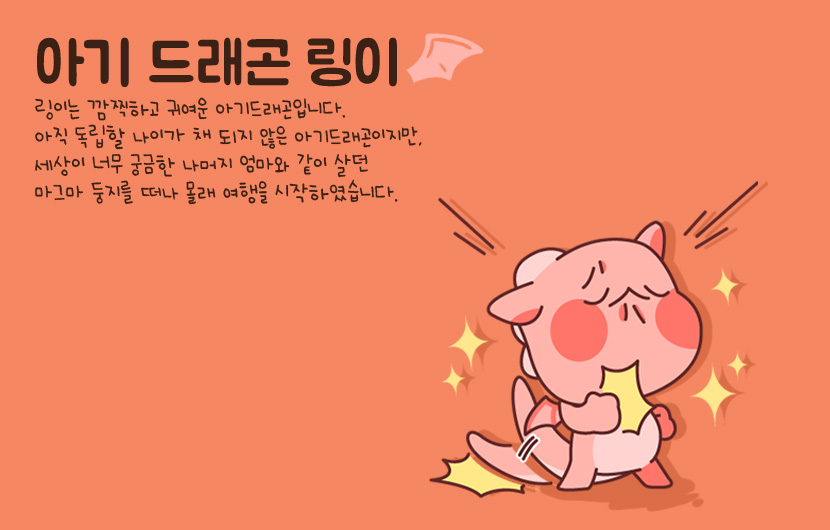 아기 드래곤 링이
링이는 깜찍하고 귀여운 아기드래곤입니다.
아직 독립할 나이가 채 되지 않은 아기드래곤이지만,
세상이 너무 궁금한 나머지 엄마와 같이 살던
마그마 둥지를 떠나 몰래 여행을 시작하였습니다.